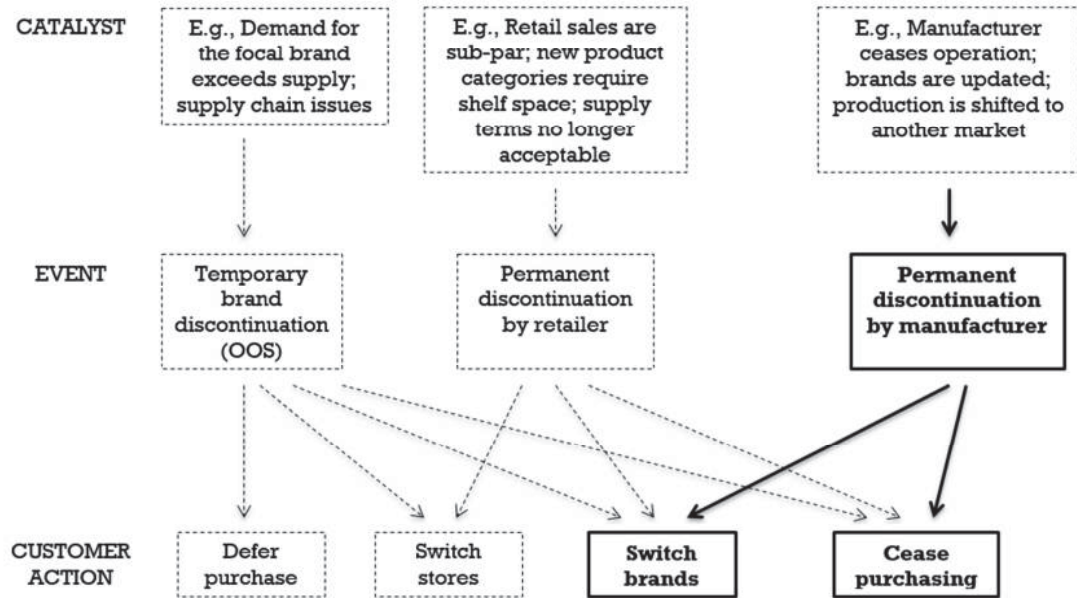 CATALYST
E.g., Demand for
the focal brand
exceeds supply;
supply chain issues
E.g., Retail sales are
sub-par; new product
categories require
shelf space; supply
terms no longer
acceptable
E.g., Manufacturer
ceases operation;
brands are updated;
production is shifted to
another market
EVENT
Temporary
brand
discontinuation
(OOS)
Permanent
discontinuation
by retailer
Permanent
discontinuation
by manufacturer
CUSTOMER
ACTION
Defer
purchase
Switch
stores
Switch
brands
Cease
purchasing